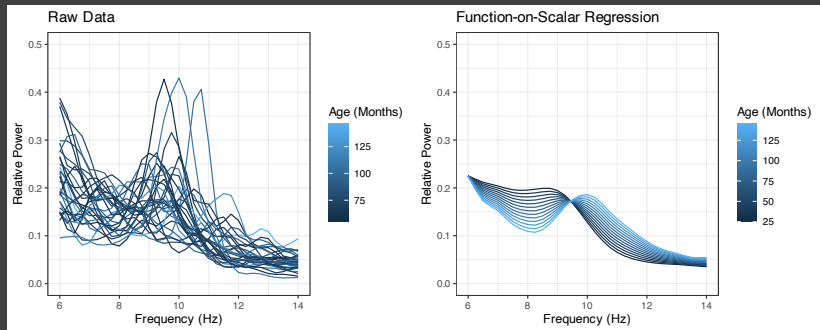 Raw Data
0.5
0.4
0.3
0.2
0.1
0.0
Relative Power
6 8 10 12 14
Frequency (Hz)
Age (Months)
125
100
75
Function-on-Scalar Regression
0.5
0.4
0.3
0.2
0.1
0.0
Relative Power
6 8 10 12 14
Frequency (Hz)
Age (Months)
125
100
75
50
25